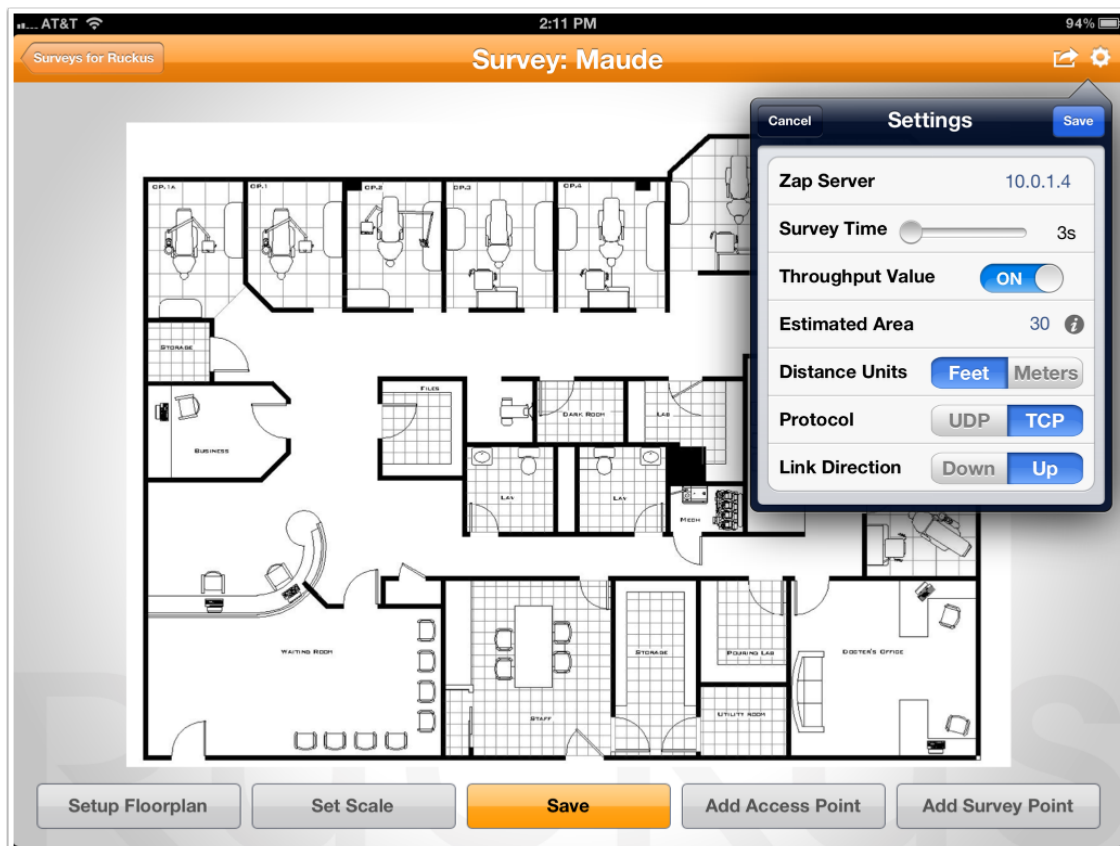 AT&T
2:11 PM
94%
Surveys for Ruckus
Survey: Maude
Cancel
Settings
Save
Zap Server 10.0.1.4
Survey Time 3s
Throughput Value ON
Estimated Area 30 i
Distance Units Feet Meters
Protocol UDP TCP
Link Direction Down Up
OP.1A
OP.1
OP.2
OP.3
OP.4
STORAGE
FILES
DARK ROOM
LAB
BUSINESS
LAV
LAV
MECH
WAITING ROOM
STORAGE
POURING LAB
DOCTER'S OFFICE
STAFF
UTILITY ROOM
RUCKUS
Setup Floorplan
Set Scale
Save
Add Access Point
Add Survey Point